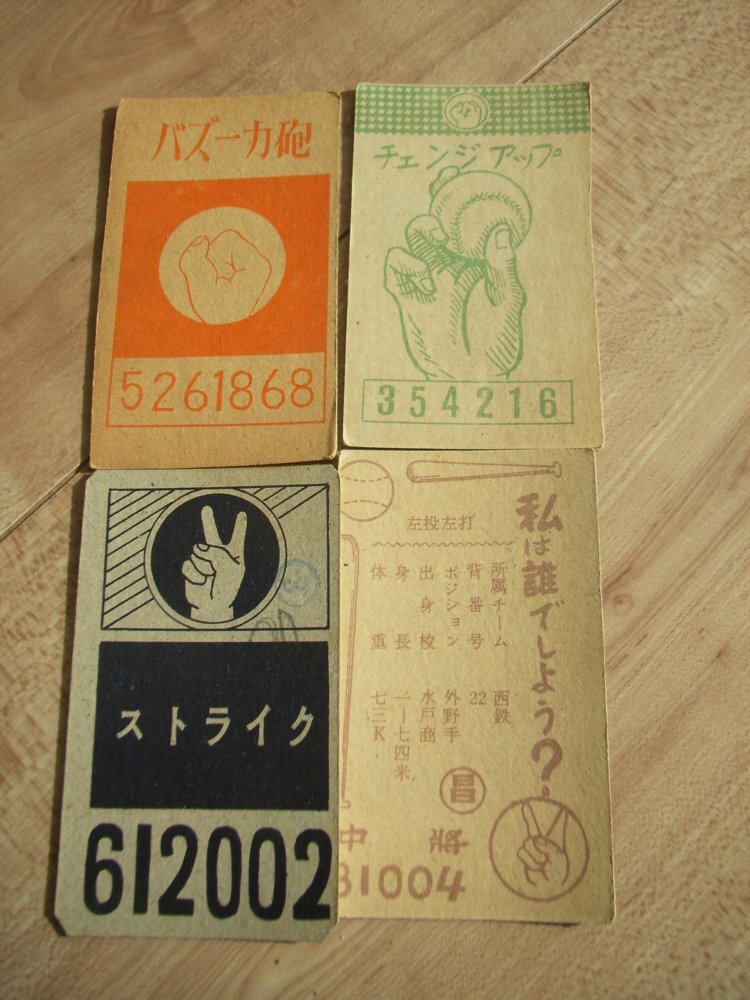 バズーカ砲
5261868
チェンジアップ
354216
ストライク
612002
私は誰でしょう?
左投左打
所属チーム 西鉄
背番号 22
ポジション 外野手
出身校 水戸商
身長 一—七四米
体重 七三K.
昌
中将
31004